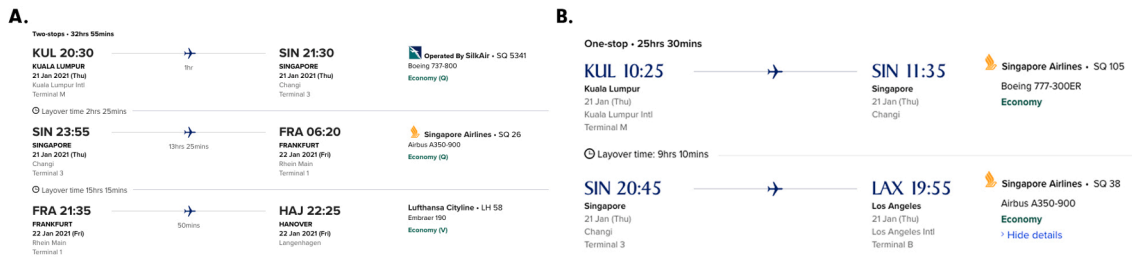 A.
Two-stops • 32hrs 55mins
KUL 20:30
KUALA LUMPUR
21 Jan 2021 (Thu)
Kuala Lumpur Intl
Terminal M
1hr
SIN 21:30
SINGAPORE
21 Jan 2021 (Thu)
Changi
Terminal 3
Operated By SilkAir • SQ 5341
Boeing 737-800
Economy (Q)
Layover time 2hrs 25mins
SIN 23:55
SINGAPORE
21 Jan 2021 (Thu)
Changi
Terminal 3
13hrs 25mins
FRA 06:20
FRANKFURT
22 Jan 2021 (Fri)
Rhein Main
Terminal 1
Singapore Airlines • SQ 26
Airbus A350-900
Economy (Q)
Layover time 15hrs 15mins
FRA 21:35
FRANKFURT
22 Jan 2021 (Fri)
Rhein Main
Terminal 1
50mins
HAJ 22:25
HANOVER
22 Jan 2021 (Fri)
Langenhagen
Lufthansa Cityline • LH 58
Embraer 190
Economy (V)
B.
One-stop • 25hrs 30mins
KUL 10:25
Kuala Lumpur
21 Jan (Thu)
Kuala Lumpur Intl
Terminal M
SIN 11:35
Singapore
21 Jan (Thu)
Changi
Singapore Airlines • SQ 105
Boeing 777-300ER
Economy
Layover time: 9hrs 10mins
SIN 20:45
Singapore
21 Jan (Thu)
Changi
Terminal 3
LAX 19:55
Los Angeles
21 Jan (Thu)
Los Angeles Intl
Terminal B
Singapore Airlines • SQ 38
Airbus A350-900
Economy
› Hide details